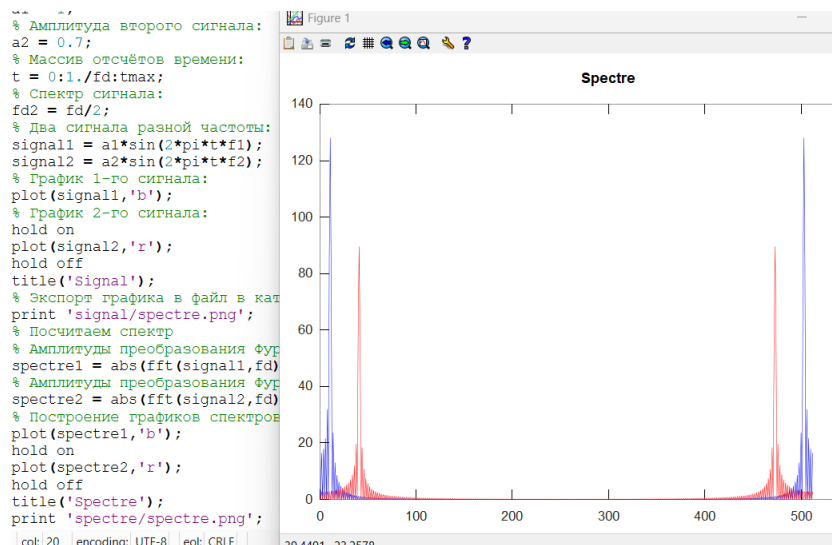 % Амплитуда второго сигнала:
a2 = 0.7;
% Массив отсчётов времени:
t = 0:1./fd:tmax;
% Спектр сигнала:
fd2 = fd/2;
% Два сигнала разной частоты:
signal1 = a1*sin(2*pi*t*f1);
signal2 = a2*sin(2*pi*t*f2);
% График 1-го сигнала:
plot(signal1,'b');
% График 2-го сигнала:
hold on
plot(signal2,'r');
hold off
title('Signal');
% Экспорт графика в файл в кат
print 'signal/spectre.png';
% Посчитаем спектр
% Амплитуды преобразования Фур
spectre1 = abs(fft(signal1,fd)
% Амплитуды преобразования Фур
spectre2 = abs(fft(signal2,fd)
% Построение графиков спектров
plot(spectre1,'b');
hold on
plot(spectre2,'r');
hold off
title('Spectre');
print 'spectre/spectre.png';
col: 20 encoding: UTF-8 eol: CRLF
Figure 1
Spectre
140
120
100
80
60
40
20
0
0 100 200 300 400 500